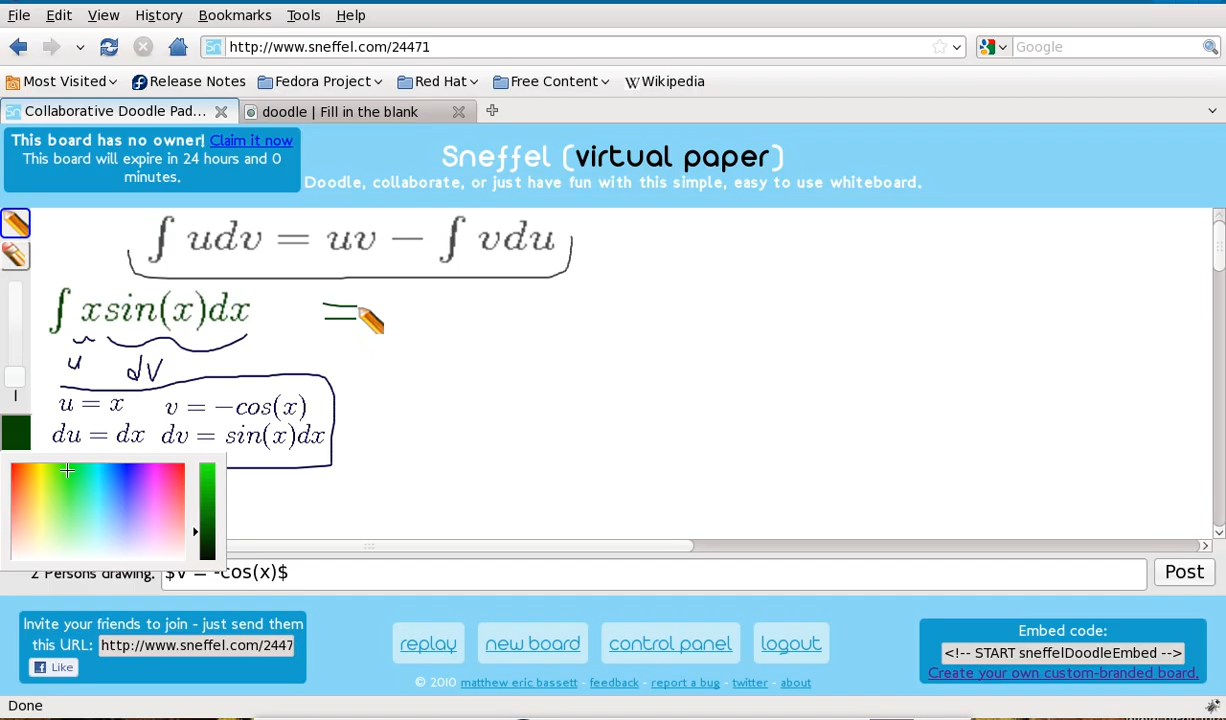 File Edit View History Bookmarks Tools Help
http://www.sneffel.com/24471 Google
Most Visited Release Notes Fedora Project Red Hat Free Content Wikipedia
Collaborative Doodle Pad... doodle | Fill in the blank
This board has no owner! Claim it now
This board will expire in 24 hours and 0
minutes.
Sneffel (virtual paper)
Doodle, collaborate, or just have fun with this simple, easy to use whiteboard.
∫ udv = uv − ∫ vdu
∫ xsin(x)dx =
u dv
u = x v = −cos(x)
du = dx dv = sin(x)dx
2 Persons drawing. $v = -cos(x)$ Post
Invite your friends to join - just send them
this URL: http://www.sneffel.com/2447
Like
replay new board control panel logout
© 2010 matthew eric bassett - feedback - report a bug - twitter - about
Embed code:
<!-- START sneffelDoodleEmbed -->
Create your own custom-branded board.
Done